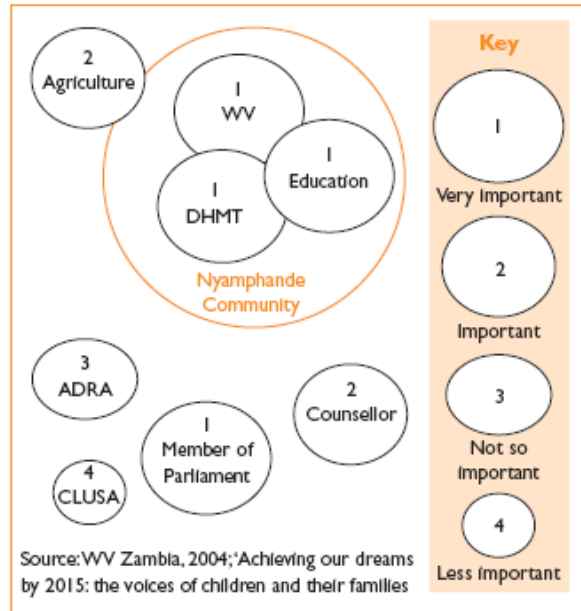 2
Agriculture
1
WV
1
Education
1
DHMT
Nyamphande
Community
3
ADRA
2
Counsellor
1
Member of
Parliament
4
CLUSA
Source: WV Zambia, 2004; ‘Achieving our dreams
by 2015: the voices of children and their families
Key
1
Very important
2
Important
3
Not so
important
4
Less important